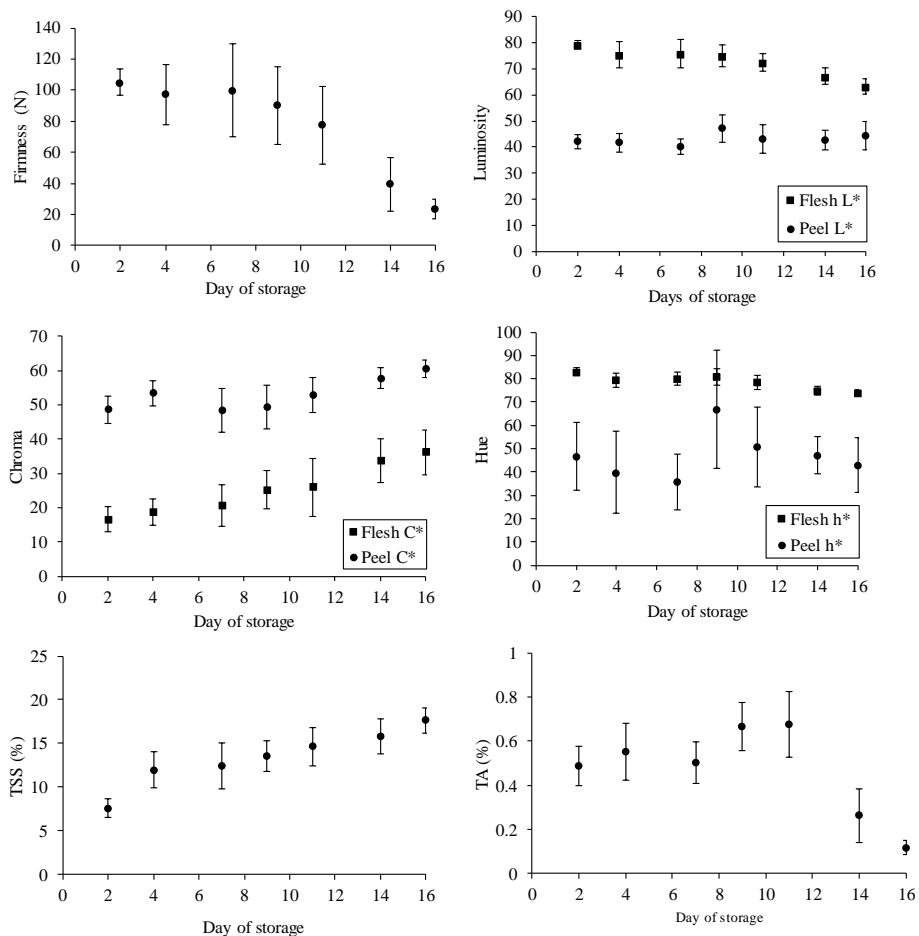 140
120
100
80
60
40
20
0
Firmness (N)
0 2 4 6 8 10 12 14 16
Day of storage
90
80
70
60
50
40
30
20
10
0
Luminosity
Flesh L*
Peel L*
0 2 4 6 8 10 12 14 16
Days of storage
70
60
50
40
30
20
10
0
Chroma
Flesh C*
Peel C*
0 2 4 6 8 10 12 14 16
Day of storage
100
90
80
70
60
50
40
30
20
10
0
Hue
Flesh h*
Peel h*
0 2 4 6 8 10 12 14 16
Day of storage
25
20
15
10
5
0
TSS (%)
0 2 4 6 8 10 12 14 16
Day of storage
1
0.8
0.6
0.4
0.2
0
TA (%)
0 2 4 6 8 10 12 14 16
Day of storage